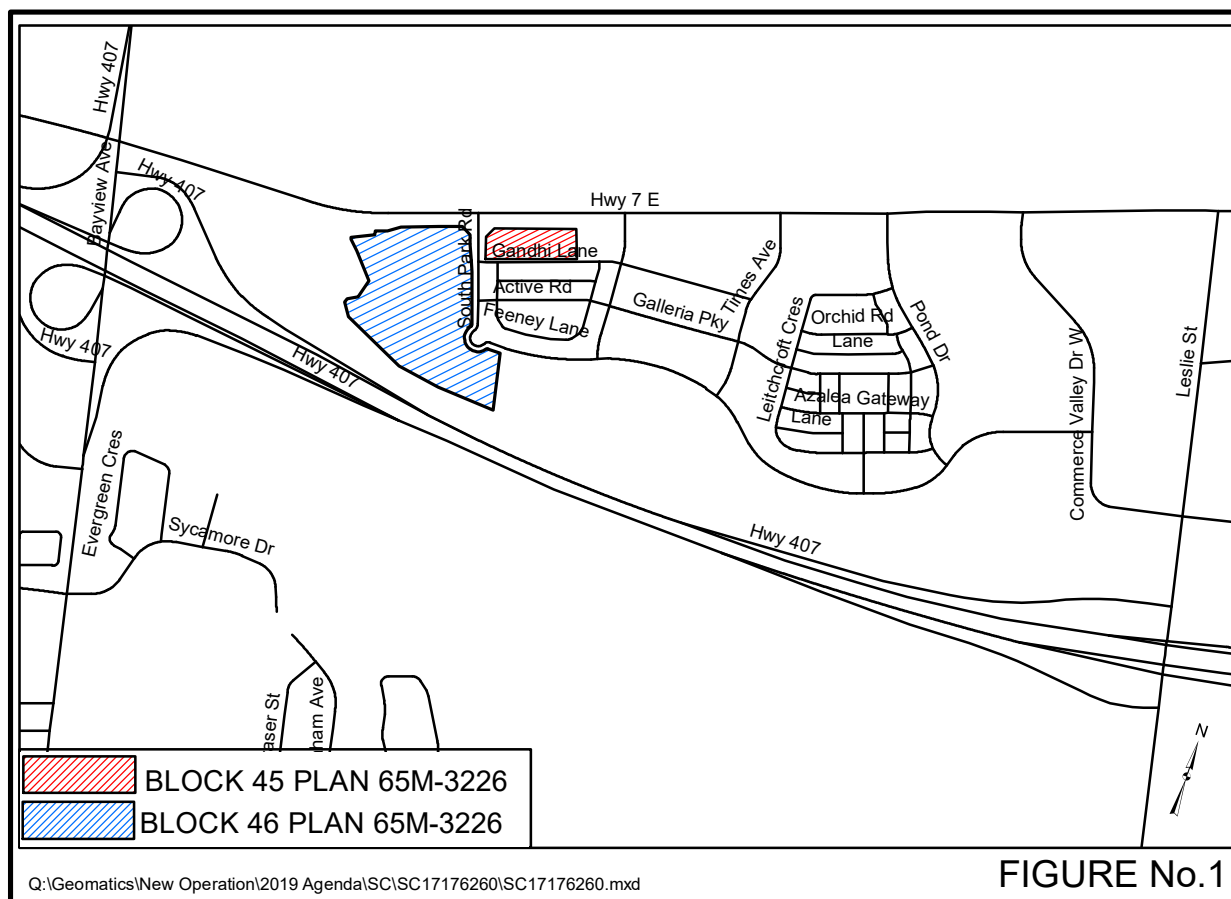 Hwy 407
Bayview Ave
Hwy 407
Hwy 7 E
South Park Rd
Gandhi Lane
Active Rd
Feeney Lane
Galleria Pky
Times Ave
Orchid Rd
Lane
Pond Dr
Leitchcroft Cres
Azalea Gateway
Lane
Commerce Valley Dr W
Leslie St
Hwy 407
Hwy 407
Evergreen Cres
Sycamore Dr
Hwy 407
aser St
ham Ave
N
BLOCK 45 PLAN 65M-3226
BLOCK 46 PLAN 65M-3226
Q:\Geomatics\New Operation\2019 Agenda\SC\SC17176260\SC17176260.mxd
FIGURE No.1